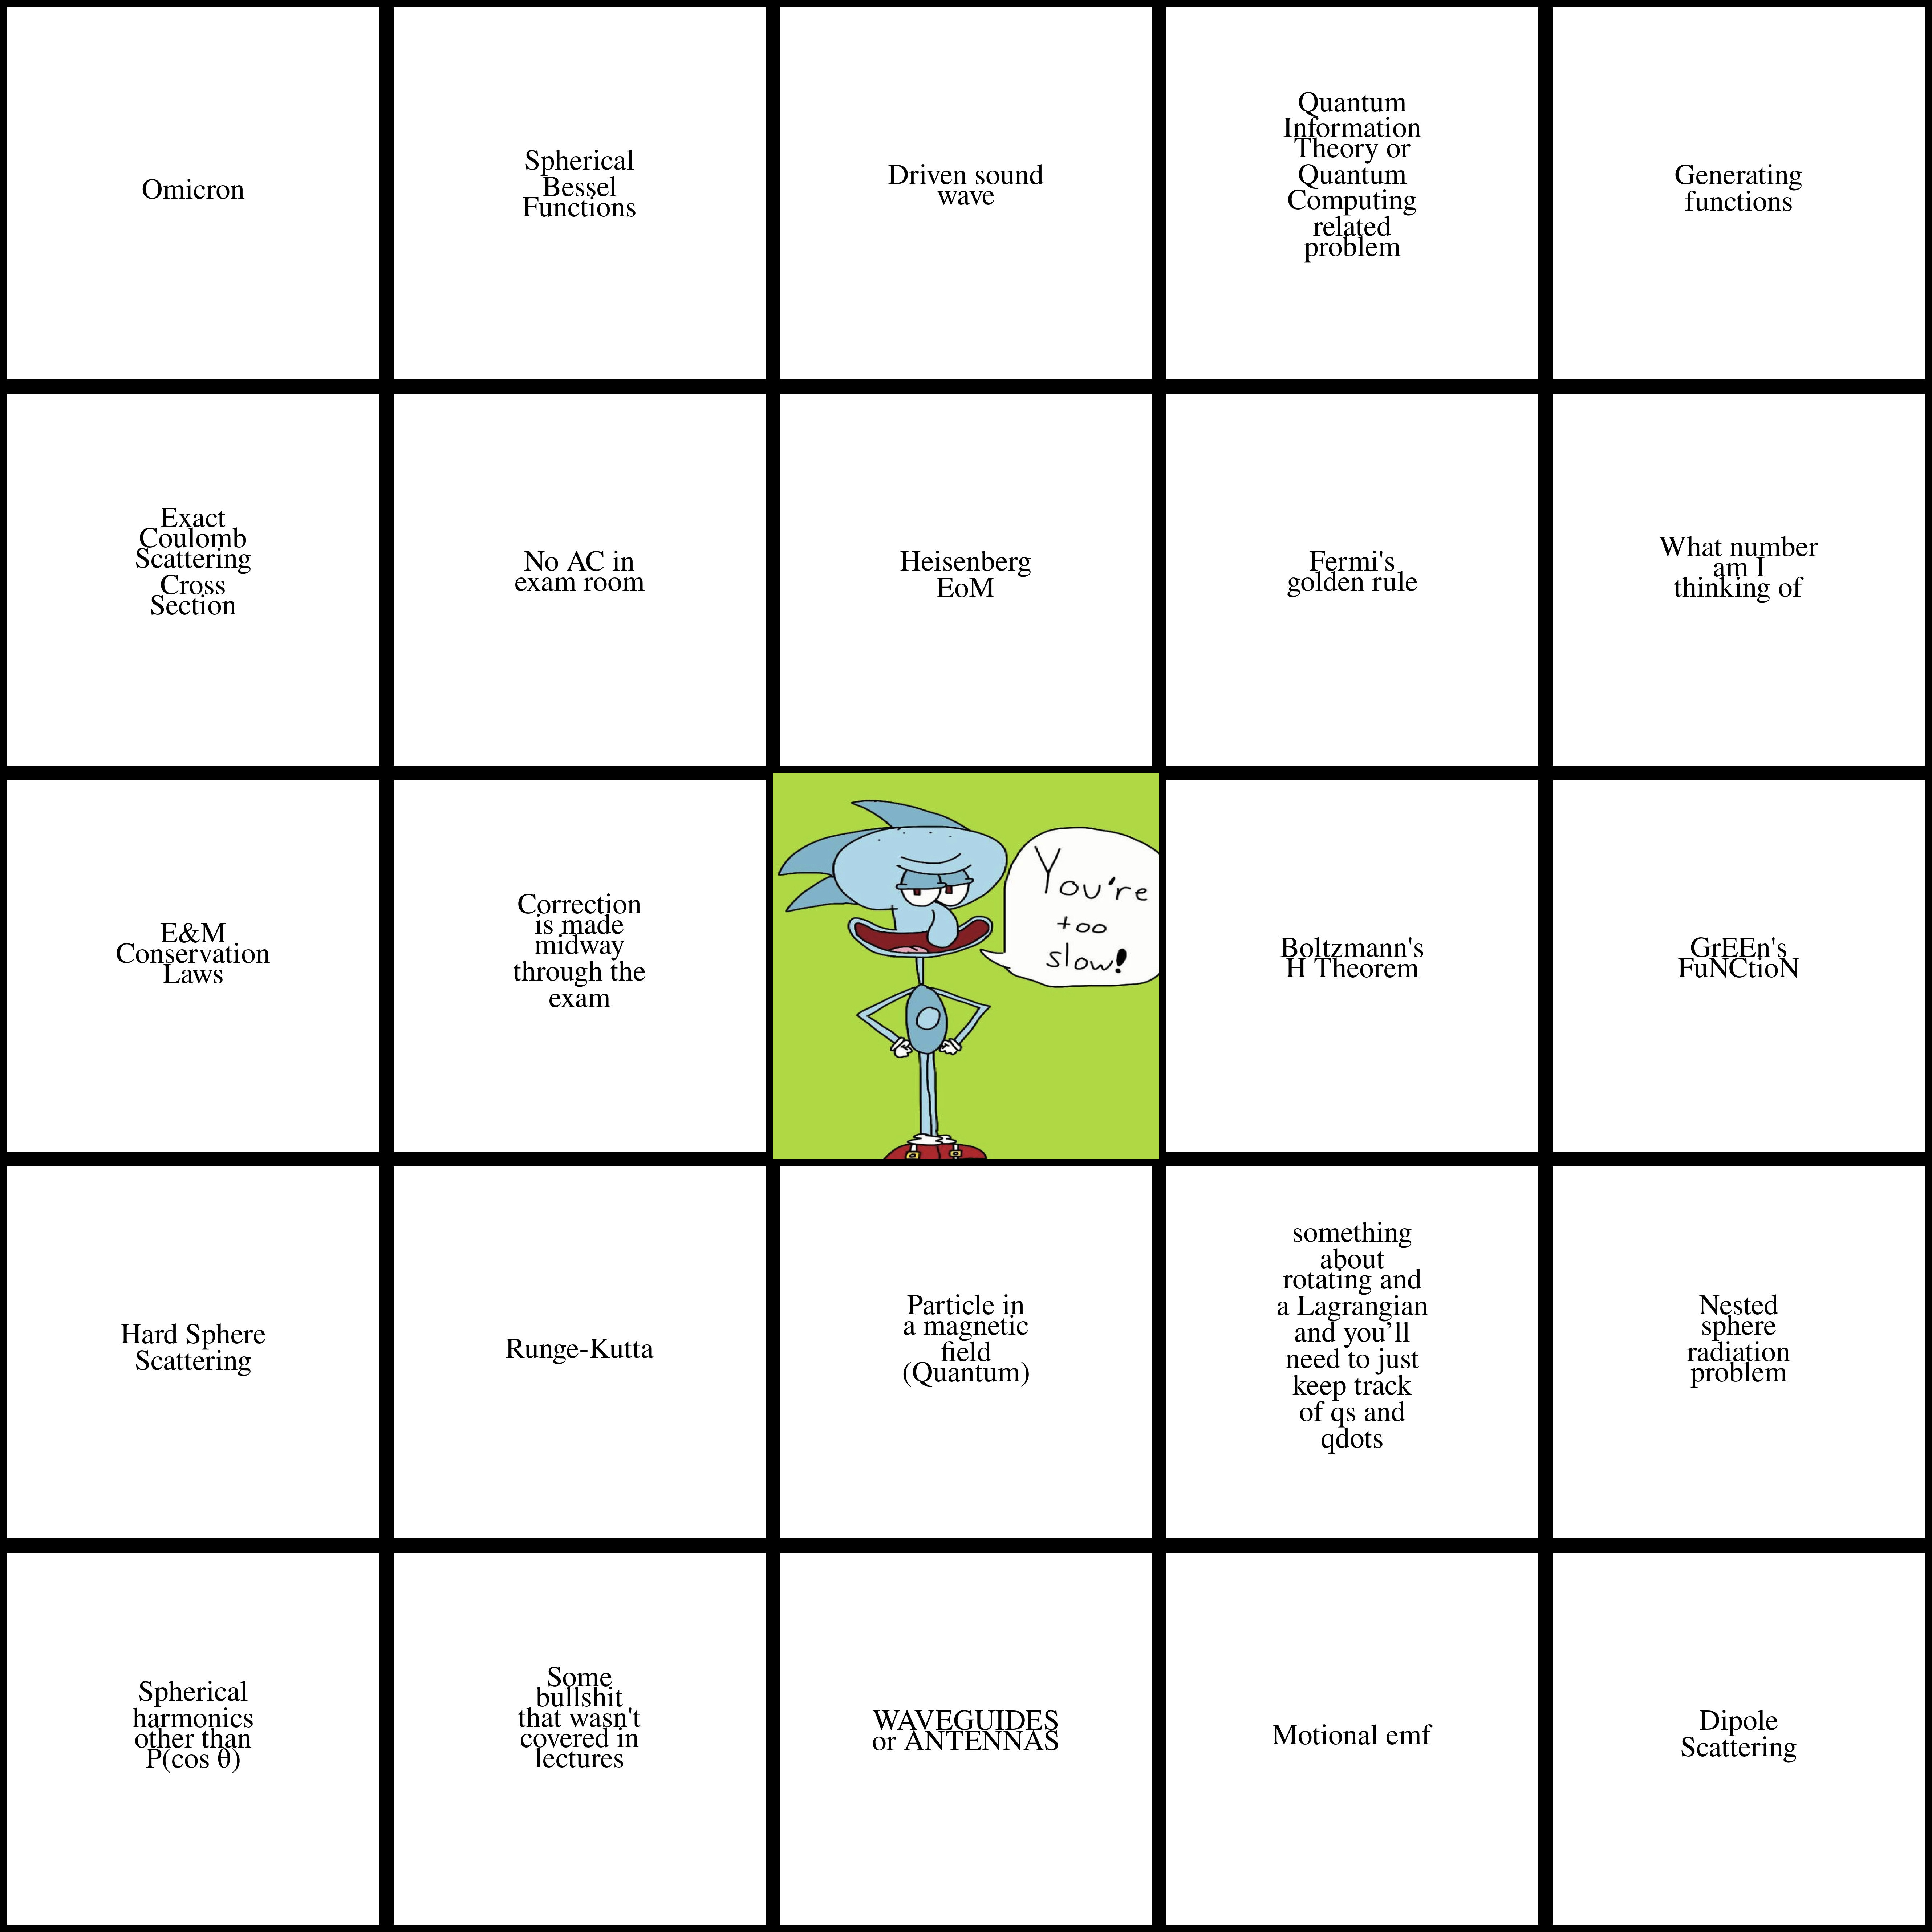 Omicron
Spherical
Bessel
Functions
Driven sound
wave
Quantum
Information
Theory or
Quantum
Computing
related
problem
Generating
functions
Exact
Coulomb
Scattering
Cross
Section
No AC in
exam room
Heisenberg
EoM
Fermi's
golden rule
What number
am I
thinking of
E&M
Conservation
Laws
Correction
is made
midway
through the
exam
You're
too
slow!
Boltzmann's
H Theorem
GrEEn's
FuNCtioN
Hard Sphere
Scattering
Runge-Kutta
Particle in
a magnetic
field
(Quantum)
something
about
rotating and
a Lagrangian
and you’ll
need to just
keep track
of qs and
qdots
Nested
sphere
radiation
problem
Spherical
harmonics
other than
P(cos θ)
Some
bullshit
that wasn't
covered in
lectures
WAVEGUIDES
or ANTENNAS
Motional emf
Dipole
Scattering